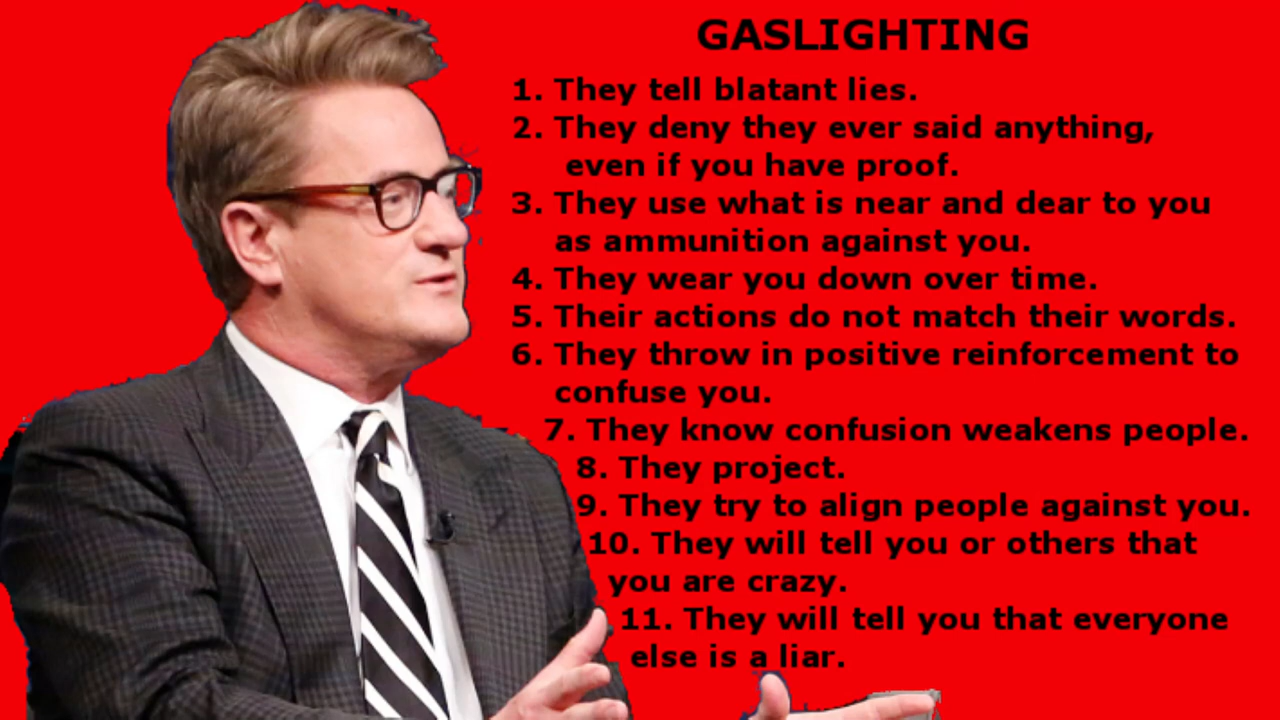 GASLIGHTING
1. They tell blatant lies.
2. They deny they ever said anything,
even if you have proof.
3. They use what is near and dear to you
as ammunition against you.
4. They wear you down over time.
5. Their actions do not match their words.
6. They throw in positive reinforcement to
confuse you.
7. They know confusion weakens people.
8. They project.
9. They try to align people against you.
10. They will tell you or others that
you are crazy.
11. They will tell you that everyone
else is a liar.